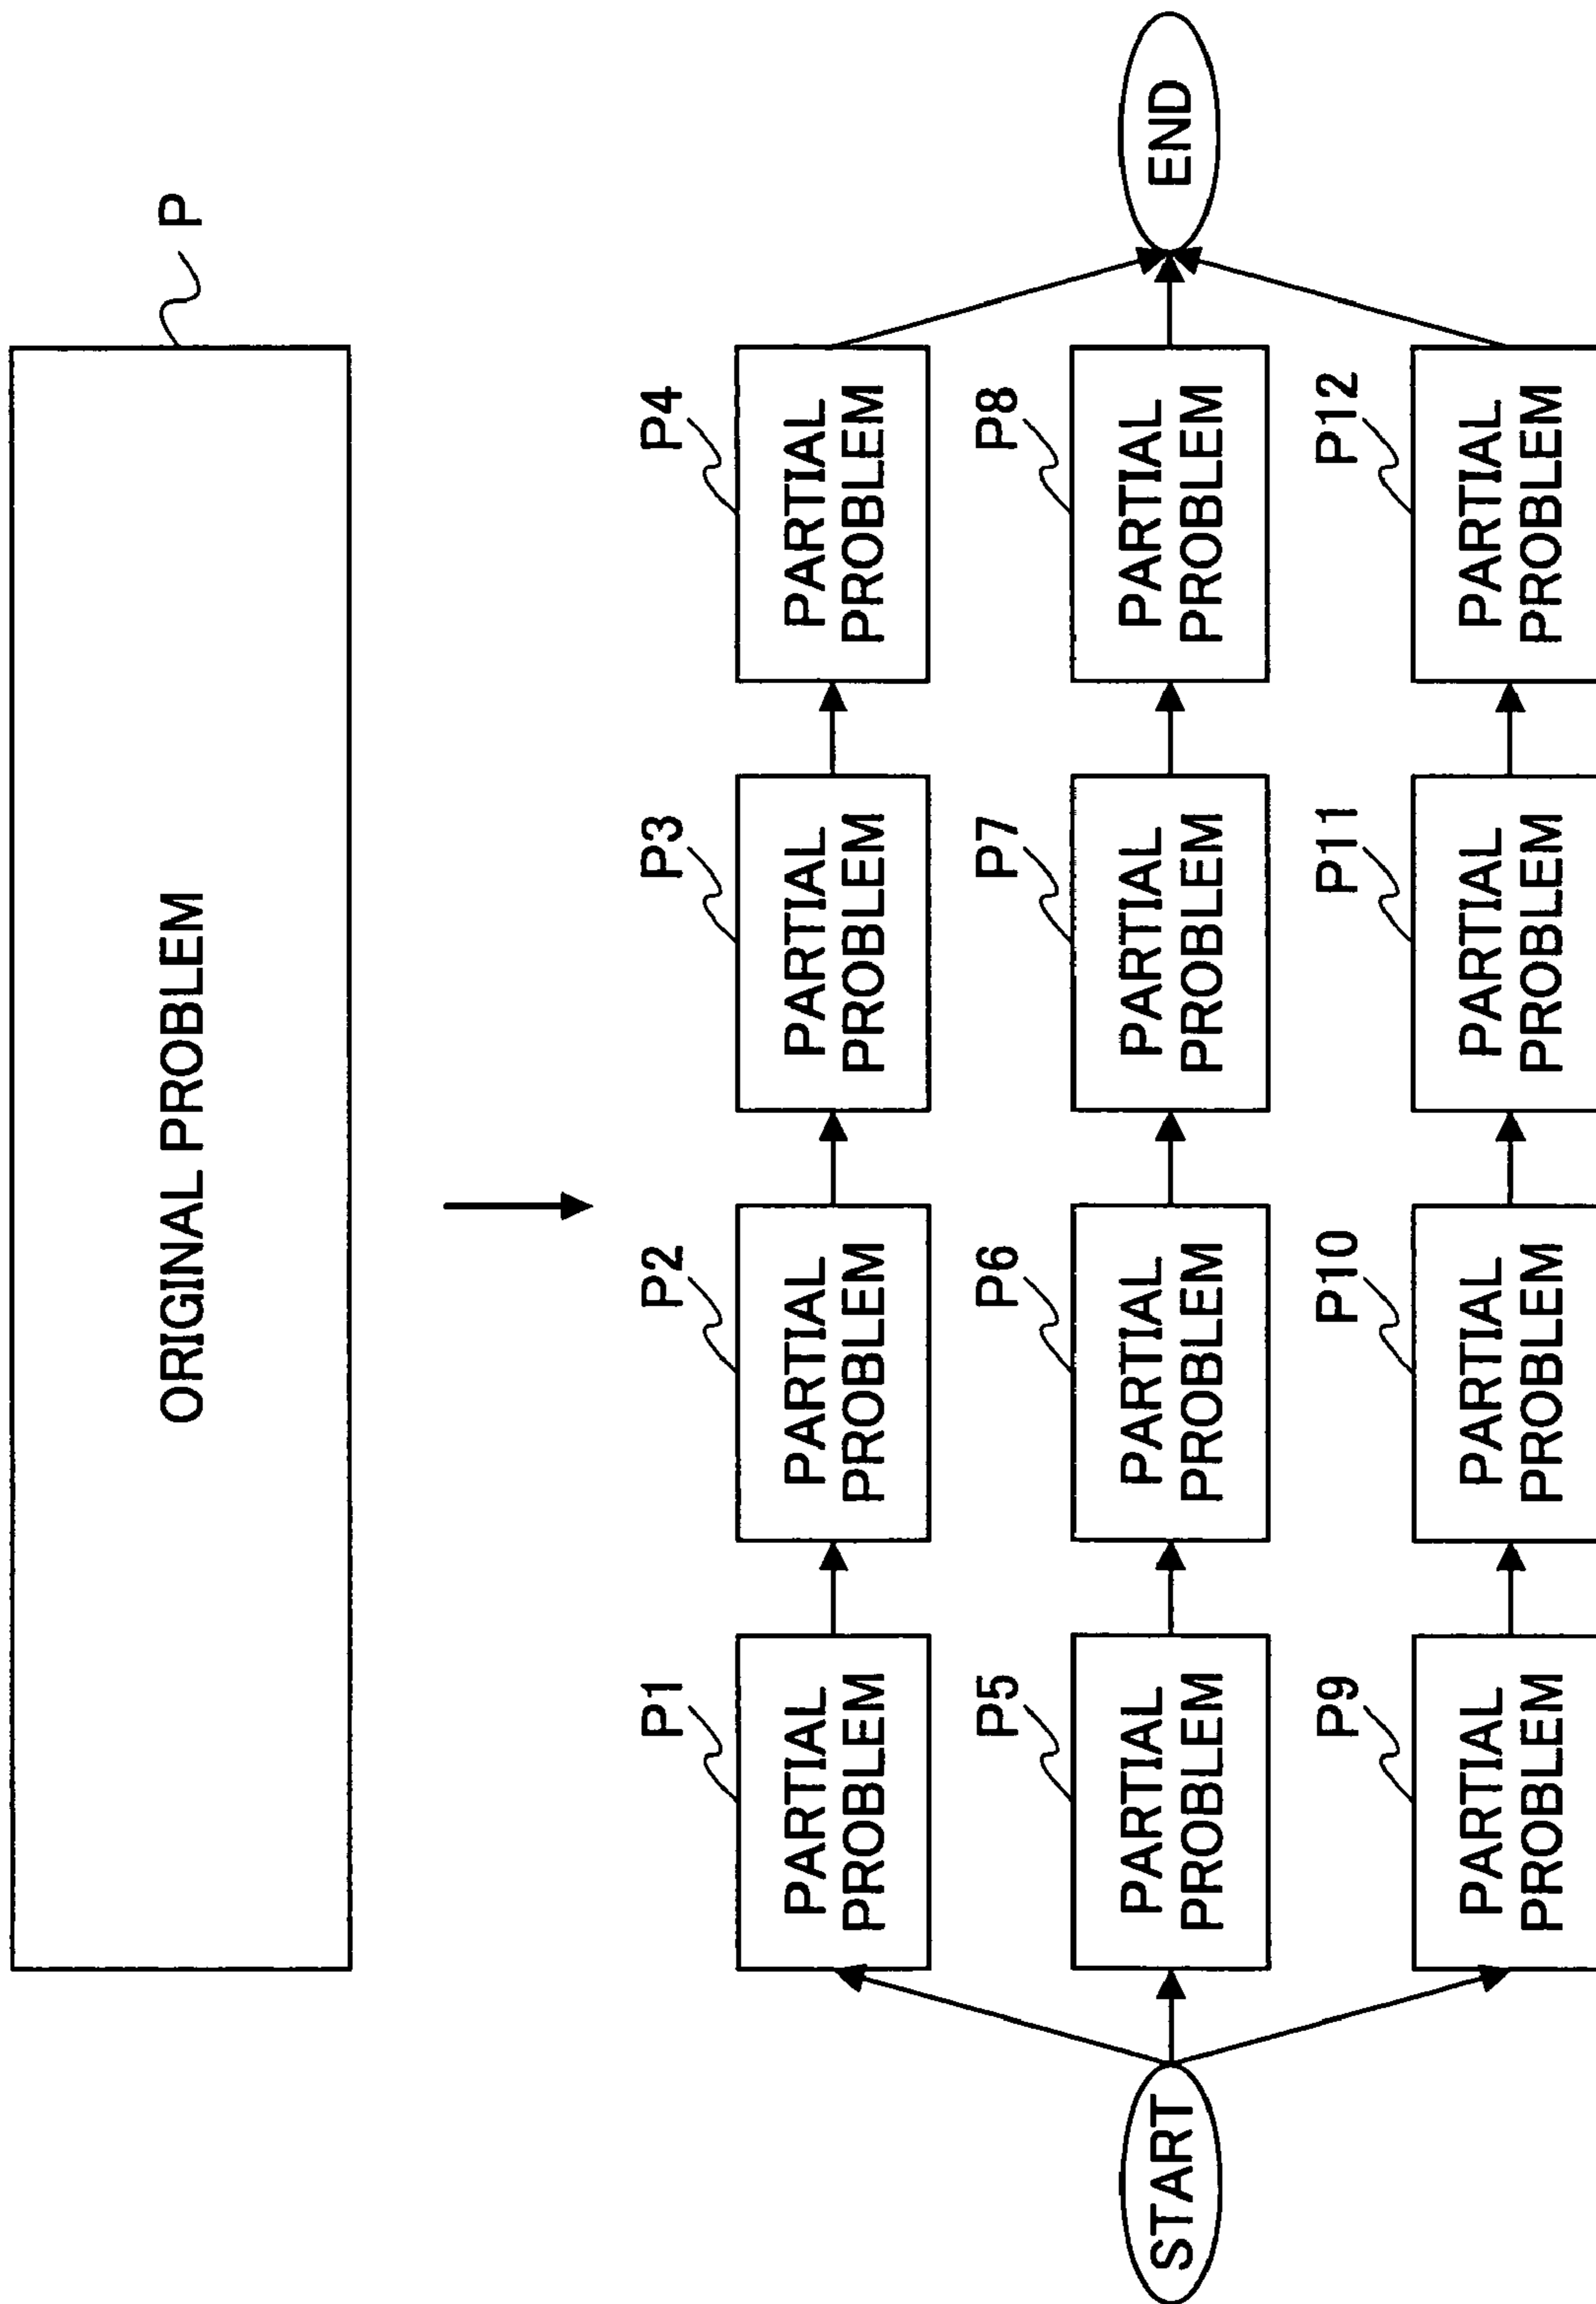 ORIGINAL PROBLEM
P
P1
P2
P3
P4
PARTIAL
PROBLEM
PARTIAL
PROBLEM
PARTIAL
PROBLEM
PARTIAL
PROBLEM
START
P5
P6
P7
P8
PARTIAL
PROBLEM
PARTIAL
PROBLEM
PARTIAL
PROBLEM
PARTIAL
PROBLEM
END
P9
P10
P11
P12
PARTIAL
PROBLEM
PARTIAL
PROBLEM
PARTIAL
PROBLEM
PARTIAL
PROBLEM